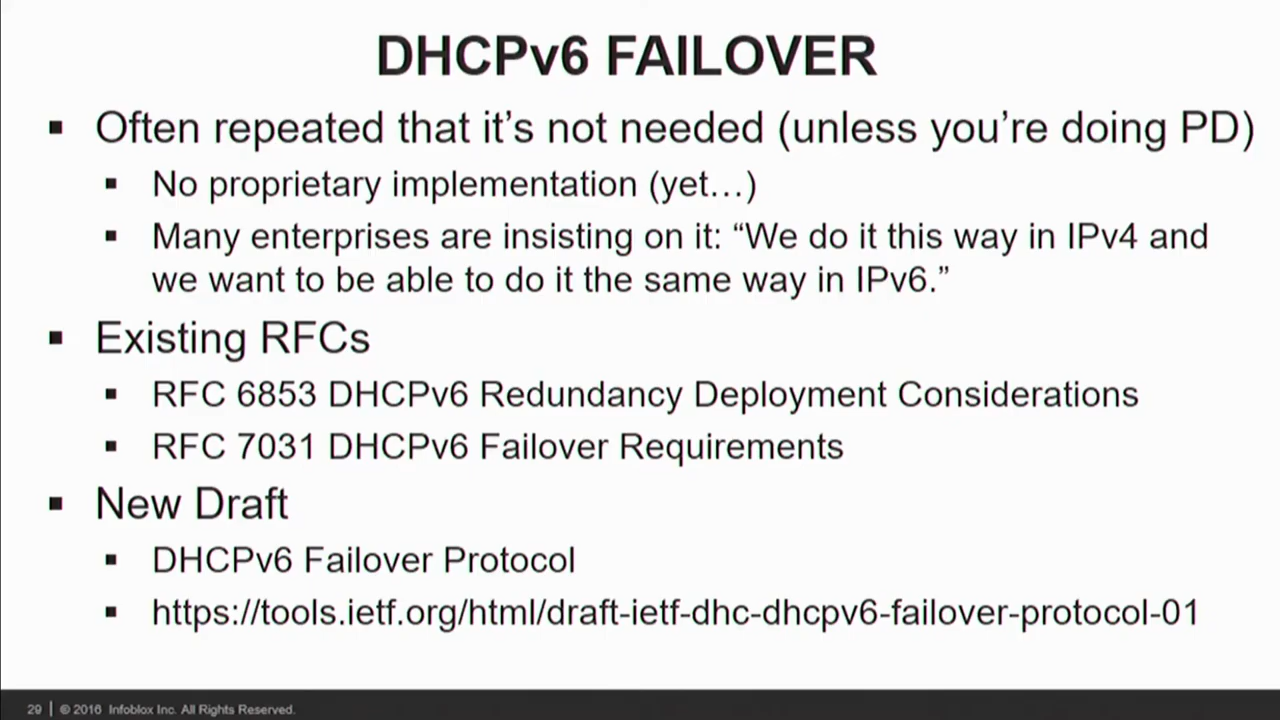 DHCPv6 FAILOVER
▪ Often repeated that it’s not needed (unless you’re doing PD)
▪ No proprietary implementation (yet…)
▪ Many enterprises are insisting on it: “We do it this way in IPv4 and
we want to be able to do it the same way in IPv6.”
▪ Existing RFCs
▪ RFC 6853 DHCPv6 Redundancy Deployment Considerations
▪ RFC 7031 DHCPv6 Failover Requirements
▪ New Draft
▪ DHCPv6 Failover Protocol
▪ https://tools.ietf.org/html/draft-ietf-dhc-dhcpv6-failover-protocol-01
29 | © 2016 Infoblox Inc. All Rights Reserved.